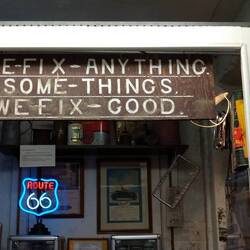 E-FIX-ANYTHING.
SOME-THINGS.
WE-FIX-GOOD.
ROUTE
66